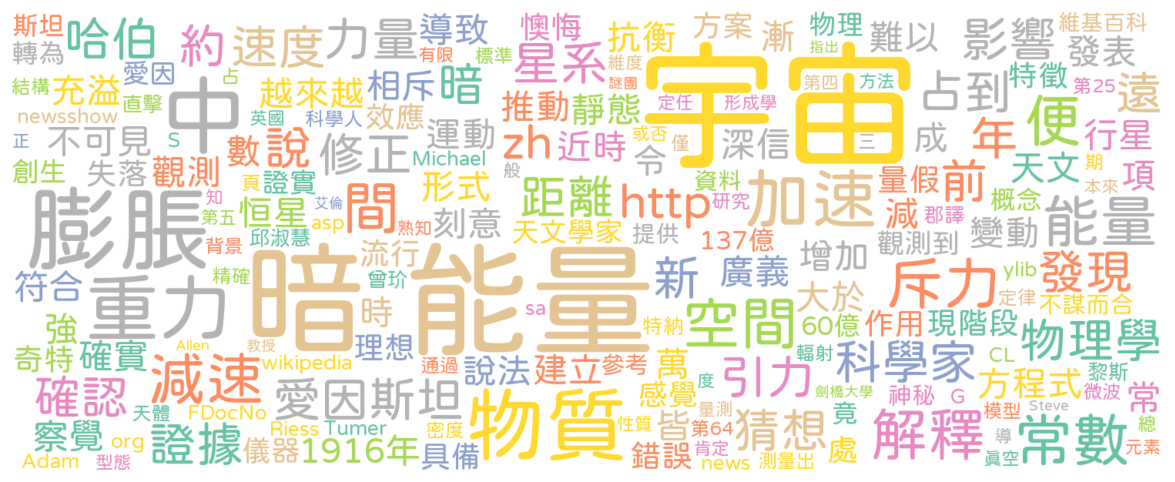 斯坦 哈伯 約 速度 力量 導致 懊悔 抗衡 方案 漸 物理 難以 影響 維基百科
轉為 愛因 有限 標準 星系 維度 指出 發表
結構 充溢 直擊 占 中 越來越 相斥 暗 謎團 宇宙 第四 方法 占到 特徵 第25 遠
newsshow 英國 科學人 效應 推動 靜態 定任 形成學 便
正 不可見 S 數 說 修正 運動 zh 近時 或否 令 僅 深信 三 成 年 行星
創生 失落 觀測 證實 Michael 資料 天文 期 項
知 頁 形式 般 距離 http 研究 加速 量假 前 概念 本來
膨脹 第五 恒星 艾倫 asp 熟知 刻意 天文學家 提供 137億 減 郡譯 變動 能量
背景 邱淑慧 間 流行 增加 觀測到
符合 重力 精確 暗能量 曾玠 時 新 廣義 大於 斥力 ylib 定律 發現
sa 不謀而合
強 奇特 確實 特納 空間 60億 作用 現階段 物理學
Allen 教授 wikipedia 理想 通過 說法 建立 參考 萬 輻射 科學家 CL 黎斯
確認 減速 愛因斯坦 物質 感覺 度 引力 劍橋大學 神秘 G 方程式 微波 常
天體 FDocNo 性質 量測 竟 模型 Steve 總
察覺 org 證據 Riess Turner 密度 皆 第64 猜想 處 解釋 導 常數
Adam 型態 儀器 1916年 具備 錯誤 肯定 news 測量出 真空 元素